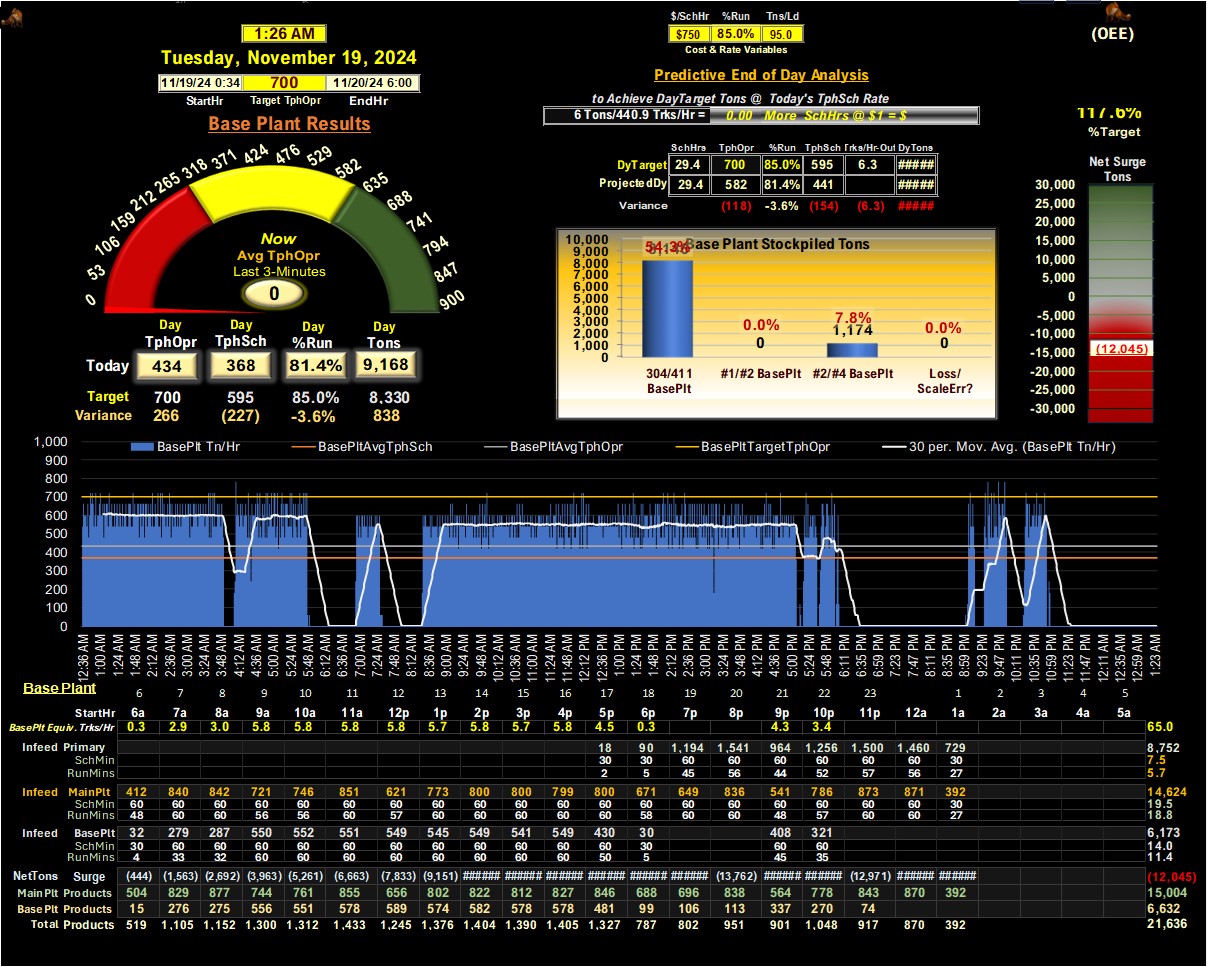 1:26 AM
Tuesday, November 19, 2024
11/19/24 0:34 700 11/20/24 6:00
StartHr Target TphOpr EndHr
Base Plant Results
0 53 106 159 212 265 318 371 424 476 529 582 635 688 741 794 847 900
Now
Avg TphOpr
Last 3-Minutes
0
Day Day Day Day
TphOpr TphSch %Run Tons
Today 434 368 81.4% 9,168
Target 700 595 85.0% 8,330
Variance 266 (227) -3.6% 838
$/SchHr %Run Tns/Ld
$750 85.0% 95.0
Cost & Rate Variables
Predictive End of Day Analysis
to Achieve DayTarget Tons @ Today's TphSch Rate
6 Tons/440.9 Trks/Hr = 0.00 More SchHrs @ $1 = $
SchHrs TphOpr %Run TphSch Trks/Hr-Out DyTons
DyTarget 29.4 700 85.0% 595 6.3 #####
ProjectedDy 29.4 582 81.4% 441 #####
Variance (118) -3.6% (154) (6.3) #####
Base Plant Stockpiled Tons
10,000
9,000
8,000
7,000
6,000
5,000
4,000
3,000
2,000
1,000
0
54.3%
0.0%
0
7.8%
1,174
0.0%
0
304/411 BasePlt
#1/#2 BasePlt
#2/#4 BasePlt
Loss/ ScaleErr?
(OEE)
117.6%
%Target
Net Surge
Tons
30,000
25,000
20,000
15,000
10,000
5,000
0
-5,000
-10,000
-15,000
-20,000
-25,000
-30,000
(12,045)
BasePlt Tn/Hr BasePltAvgTphSch BasePltAvgTphOpr BasePltTargetTphOpr 30 per. Mov. Avg. (BasePlt Tn/Hr)
1,000
900
800
700
600
500
400
300
200
100
0
12:36 AM 1:00 AM 1:24 AM 1:48 AM 2:12 AM 2:36 AM 3:00 AM 3:24 AM 3:48 AM 4:12 AM 4:36 AM 5:00 AM 5:24 AM 5:48 AM 6:12 AM 6:36 AM 7:00 AM 7:24 AM 7:48 AM 8:12 AM 8:36 AM 9:00 AM 9:24 AM 9:48 AM 10:12 AM 10:36 AM 11:00 AM 11:24 AM 11:48 AM 12:12 PM 12:36 PM 1:00 PM 1:24 PM 1:48 PM 2:12 PM 2:36 PM 3:00 PM 3:24 PM 3:48 PM 4:12 PM 4:36 PM 5:00 PM 5:24 PM 5:48 PM 6:11 PM 6:35 PM 6:59 PM 7:23 PM 7:47 PM 8:11 PM 8:35 PM 8:59 PM 9:23 PM 9:47 PM 10:11 PM 10:35 PM 10:59 PM 11:23 PM 11:47 PM 12:11 AM 12:35 AM 12:59 AM 1:23 AM
Base Plant 6 7 8 9 10 11 12 13 14 15 16 17 18 19 20 21 22 23 1 2 3 4 5
StartHr 6a 7a 8a 9a 10a 11a 12p 1p 2p 3p 4p 5p 6p 7p 8p 9p 10p 11p 12a 1a 2a 3a 4a 5a
BasePlt Equiv. Trks/Hr 0.3 2.9 3.0 5.8 5.8 5.8 5.8 5.7 5.8 5.7 5.8 4.5 0.3 4.3 3.4 65.0
Infeed Primary 18 90 1,194 1,541 964 1,256 1,500 1,460 729 8,752
SchMin 30 30 60 60 60 60 60 60 30 7.5
RunMins 2 5 45 56 44 52 57 56 27 5.7
Infeed MainPlt 412 840 842 721 746 851 621 773 800 800 799 800 671 649 836 541 786 873 871 392 14,624
SchMin 60 60 60 60 60 60 60 60 60 60 60 60 60 60 60 60 60 60 60 30 19.5
RunMins 48 60 60 56 56 60 57 60 60 60 60 60 58 60 60 48 57 60 60 27 18.8
Infeed BasePlt 32 279 287 550 552 551 549 545 549 541 549 430 30 408 321 6,173
SchMin 30 60 60 60 60 60 60 60 60 60 60 60 30 60 60 14.0
RunMins 4 33 32 60 60 60 60 60 60 60 60 50 5 45 35 11.4
NetTons Surge (444) (1,563) (2,692) (3,963) (5,261) (6,663) (7,833) (9,151) ###### ###### ###### ###### ###### ###### (13,762) ###### ###### (12,971) ###### ###### (12,045)
MainPlt Products 504 829 877 744 761 855 656 802 822 812 827 846 688 696 838 564 778 843 870 392 15,004
BasePlt Products 15 276 275 556 551 578 589 574 582 578 578 481 99 106 113 337 270 74 6,632
Total Products 519 1,105 1,152 1,300 1,312 1,433 1,245 1,376 1,404 1,390 1,405 1,327 787 802 951 901 1,048 917 870 392 21,636